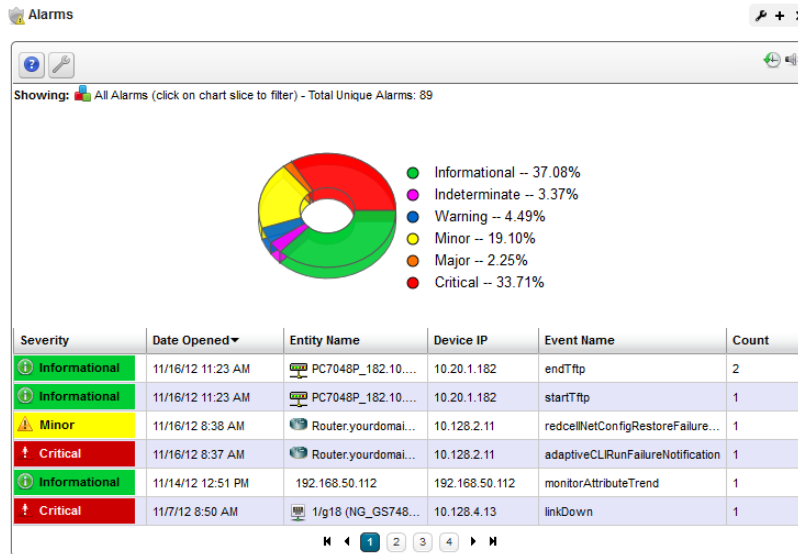 Alarms
Showing: All Alarms (click on chart slice to filter) - Total Unique Alarms: 89
Informational -- 37.08%
Indeterminate -- 3.37%
Warning -- 4.49%
Minor -- 19.10%
Major -- 2.25%
Critical -- 33.71%
Severity Date Opened Entity Name Device IP Event Name Count
Informational 11/16/12 11:23 AM PC7048P_182.10.... 10.20.1.182 endTftp 2
Informational 11/16/12 11:23 AM PC7048P_182.10.... 10.20.1.182 startTftp 1
Minor 11/16/12 8:38 AM Router.yourdomai... 10.128.2.11 redcellNetConfigRestoreFailure... 1
Critical 11/16/12 8:37 AM Router.yourdomai... 10.128.2.11 adaptiveCLIRunFailureNotification 1
Informational 11/14/12 12:51 PM 192.168.50.112 192.168.50.112 monitorAttributeTrend 1
Critical 11/7/12 8:50 AM 1/g18 (NG_GS748... 10.128.4.13 linkDown 1
1 2 3 4